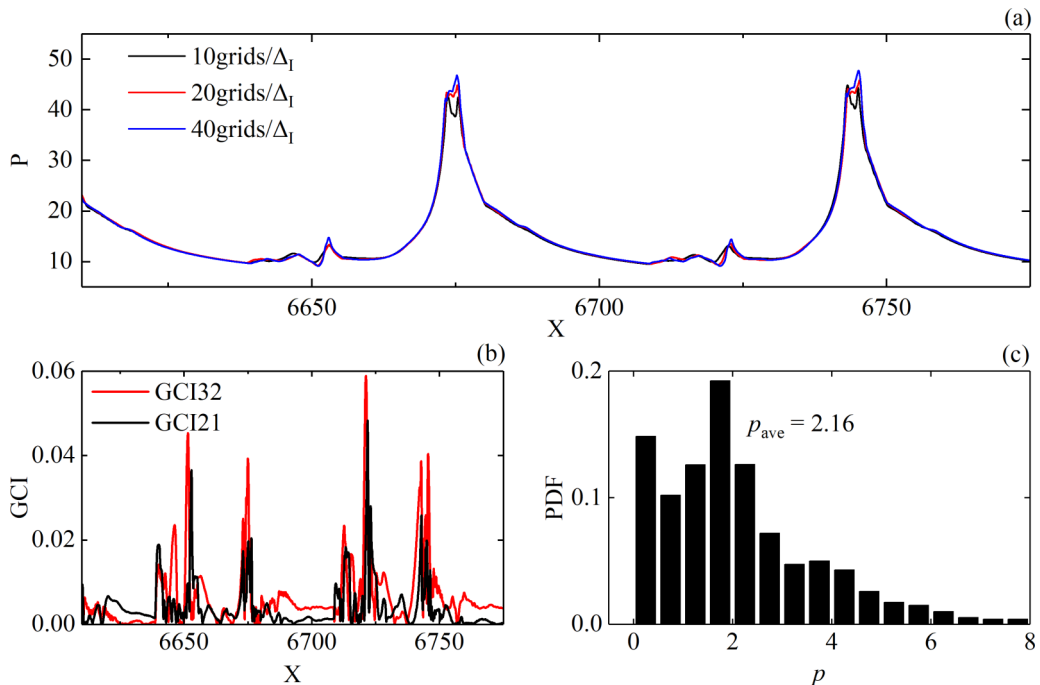 (a)
50
40
30
20
10
P
10grids/ΔI
20grids/ΔI
40grids/ΔI
6650
6700
6750
X
(b)
0.06
0.04
0.02
0.00
GCI
GCI32
GCI21
6650
6700
6750
X
(c)
0.2
0.1
0.0
PDF
pave = 2.16
0
2
4
6
8
p